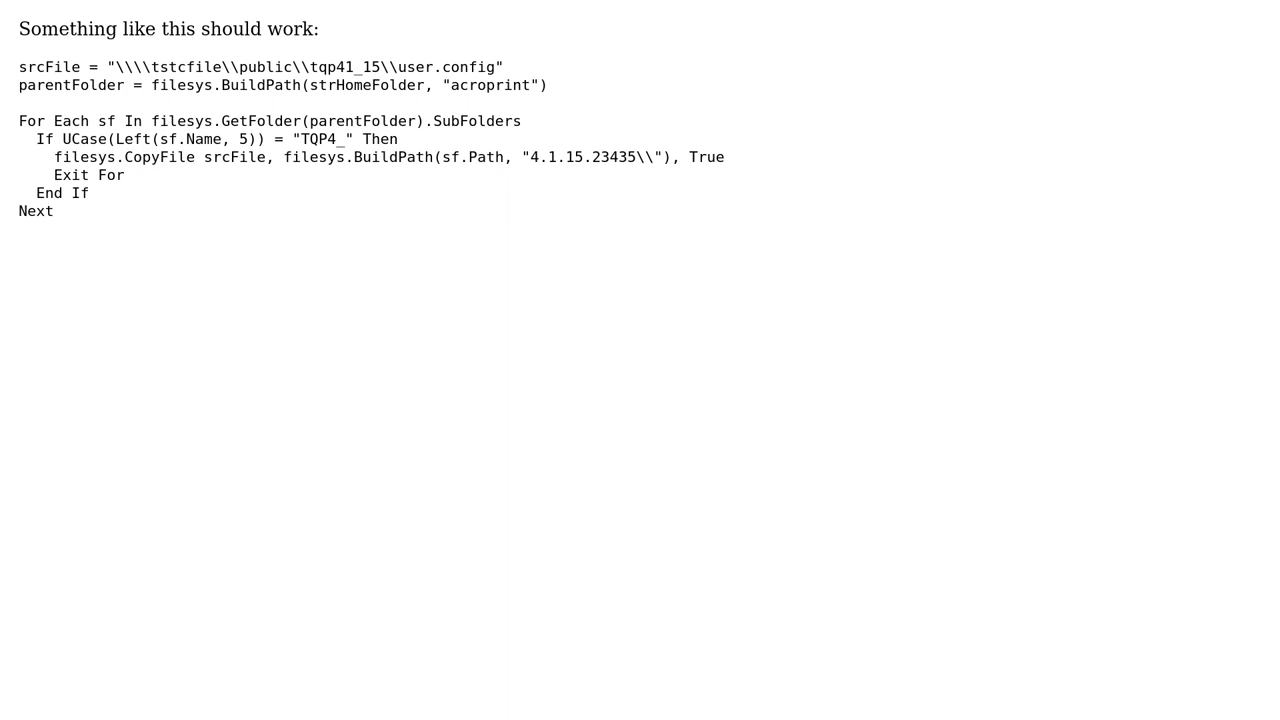 Something like this should work:
srcFile = "\\\\tstcfile\\public\\tqp41_15\\user.config"
parentFolder = filesys.BuildPath(strHomeFolder, "acroprint")

For Each sf In filesys.GetFolder(parentFolder).SubFolders
  If UCase(Left(sf.Name, 5)) = "TQP4_" Then
    filesys.CopyFile srcFile, filesys.BuildPath(sf.Path, "4.1.15.23435\\"), True
    Exit For
  End If
Next